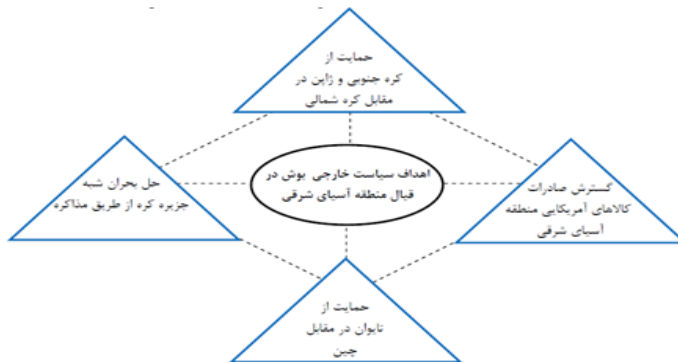 حمایت از
کره جنوبی و ژاپن در
مقابل کره شمالی
گسترش صادرات
کالاهای آمریکایی منطقه
آسیای شرقی
اهداف سیاست خارجی بوش در
قبال منطقه آسیای شرقی
حل بحران شبه
جزیره کره از طریق مذاکره
حمایت از
تایوان در مقابل
چین